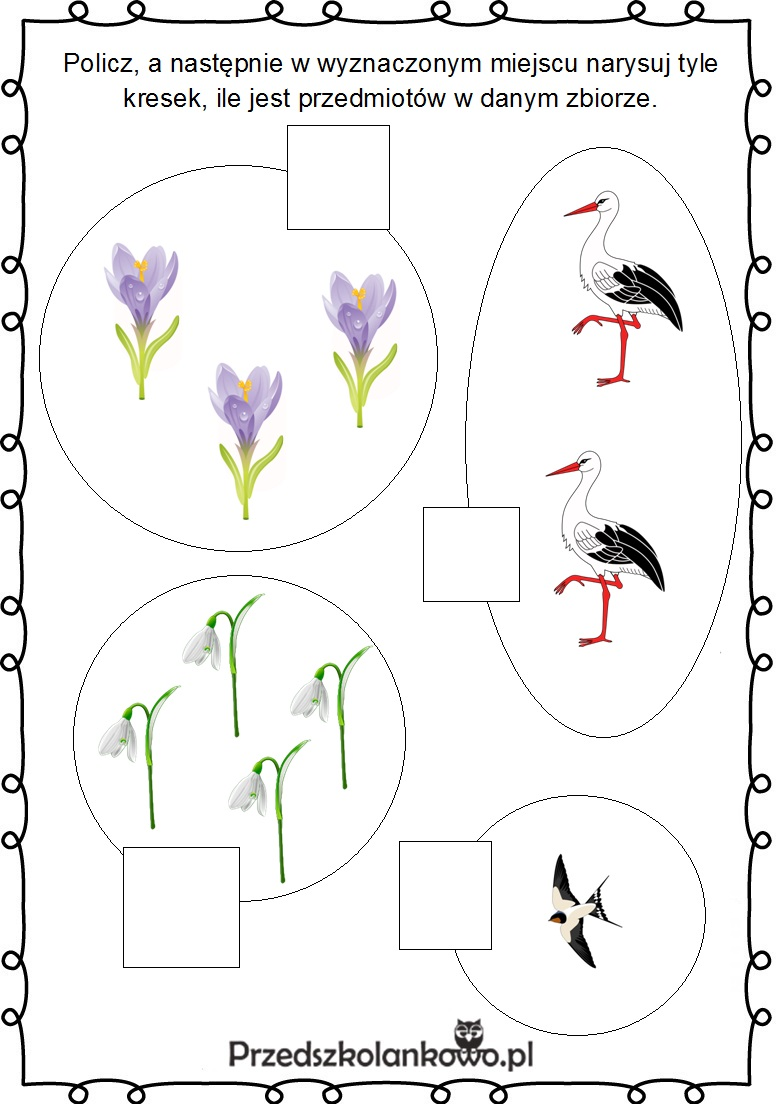 Policz, a następnie w wyznaczonym miejscu narysuj tyle
kresek, ile jest przedmiotów w danym zbiorze.
Przedszkolankowo.pl